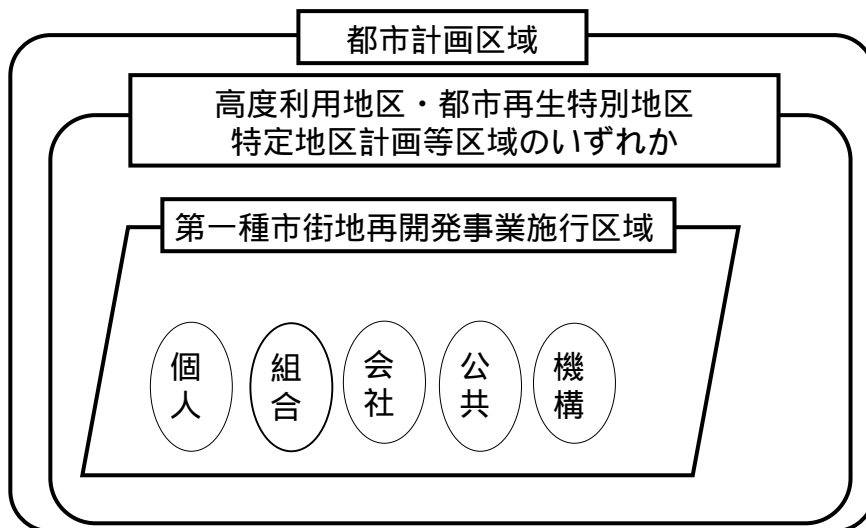 都市計画区域
高度利用地区・都市再生特別地区
特定地区計画等区域のいずれか
第一種市街地再開発事業施行区域
個人
組合
会社
公共
機構